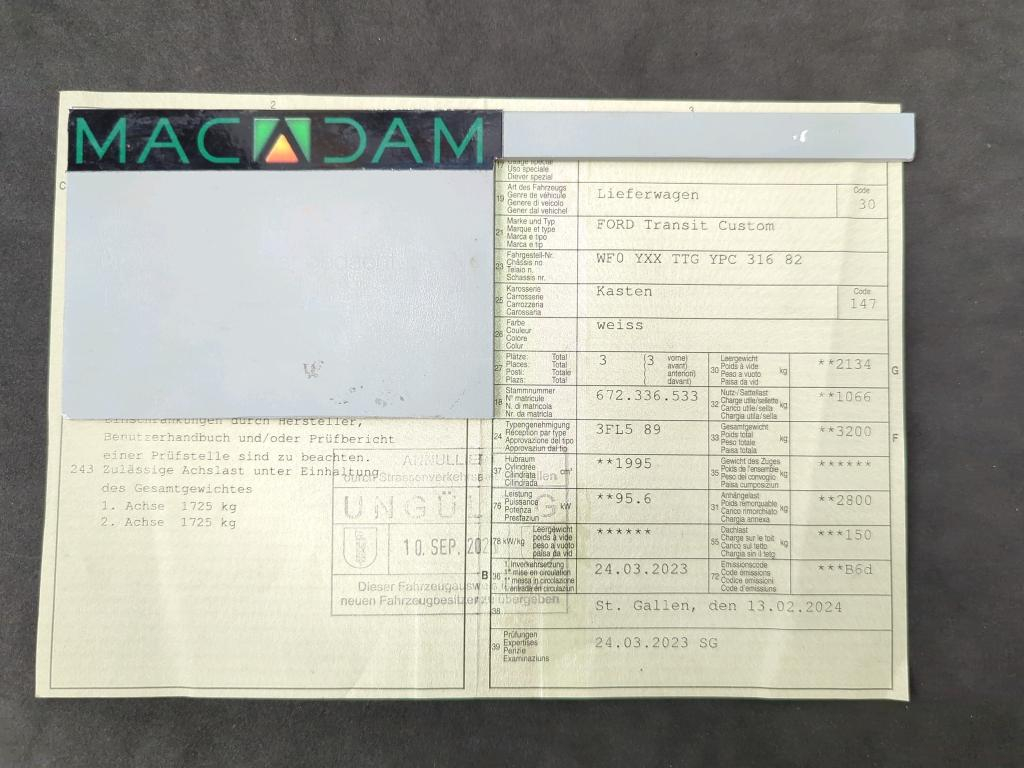 2
3
MACADAM
C
17
Usage spécial
Uso speciale
Diever spezial
19
Art des Fahrzeugs
Genre de véhicule
Genere di veicolo
Gener dal vehichel
Lieferwagen
Code
30
21
Marke und Typ
Marque et type
Marca e tipo
Marca e tip
FORD Transit Custom
23
Fahrgestell-Nr.
Châssis no
Telaio n.
Schassis nr.
WF0 YXX TTG YPC 316 82
25
Karosserie
Carrosserie
Carrozzeria
Carossaria
Kasten
Code
147
26
Farbe
Couleur
Colore
Colur
weiss
27
Plätze: Total
Places: Total
Posti: Totale
Plazs: Total
3
(3 vorne)
avant)
anteriori)
davant)
30
Leergewicht
Poids à vide
Peso a vuoto
Paisa da vid
kg
**2134
G
18
Stammnummer
N° matricule
N. di matricola
Nr. da matricla
672.336.533
32
Nutz-/Sattellast
Charge utile/sellette
Carico utile/sella
Chargia utila/sella
kg
**1066
24
Typengenehmigung
Réception par type
Approvazione del tipo
Approvaziun dal tip
3FL5 89
33
Gesamtgewicht
Poids total
Peso totale
Paisa totala
kg
**3200
F
37
Hubraum
Cylindrée
Cilindrata
Cilindrada
cm³
**1995
35
Gewicht des Zuges
Poids de l'ensemble
Peso del convoglio
Paisa cumposiziun
kg
******
76
Leistung
Puissance
Potenza
Prestaziun
kW
**95.6
31
Anhängelast
Poids remorquable
Carico rimorchiato
Chargia annexa
kg
**2800
78 kW/kg
Leergewicht
poids à vide
peso a vuoto
paisa da vid
******
55
Dachlast
Charge sur le toit
Carico sul tetto
Chargia sin il tetg
kg
***150
B
36
1. Inverkehrsetzung
1re mise en circulation
1a messa in circolazione
1. entrada en circulaziun
24.03.2023
72
Emissionscode
Code émissions
Codice emissioni
Code d'emissiuns
***B6d
38
St. Gallen, den 13.02.2024
39
Prüfungen
Expertises
Perizie
Examinaziuns
24.03.2023 SG
Einschränkungen durch Hersteller,
Benutzerhandbuch und/oder Prüfbericht
einer Prüfstelle sind zu beachten.
243 Zulässige Achslast unter Einhaltung
des Gesamtgewichtes
1. Achse 1725 kg
2. Achse 1725 kg
ANNULLIERT
durch Strassenverkehrsamt St. Gallen
UNGÜLTIG
10. SEP.
Dieser Fahrzeugausweis
neuen Fahrzeugbesitzer zu übergeben